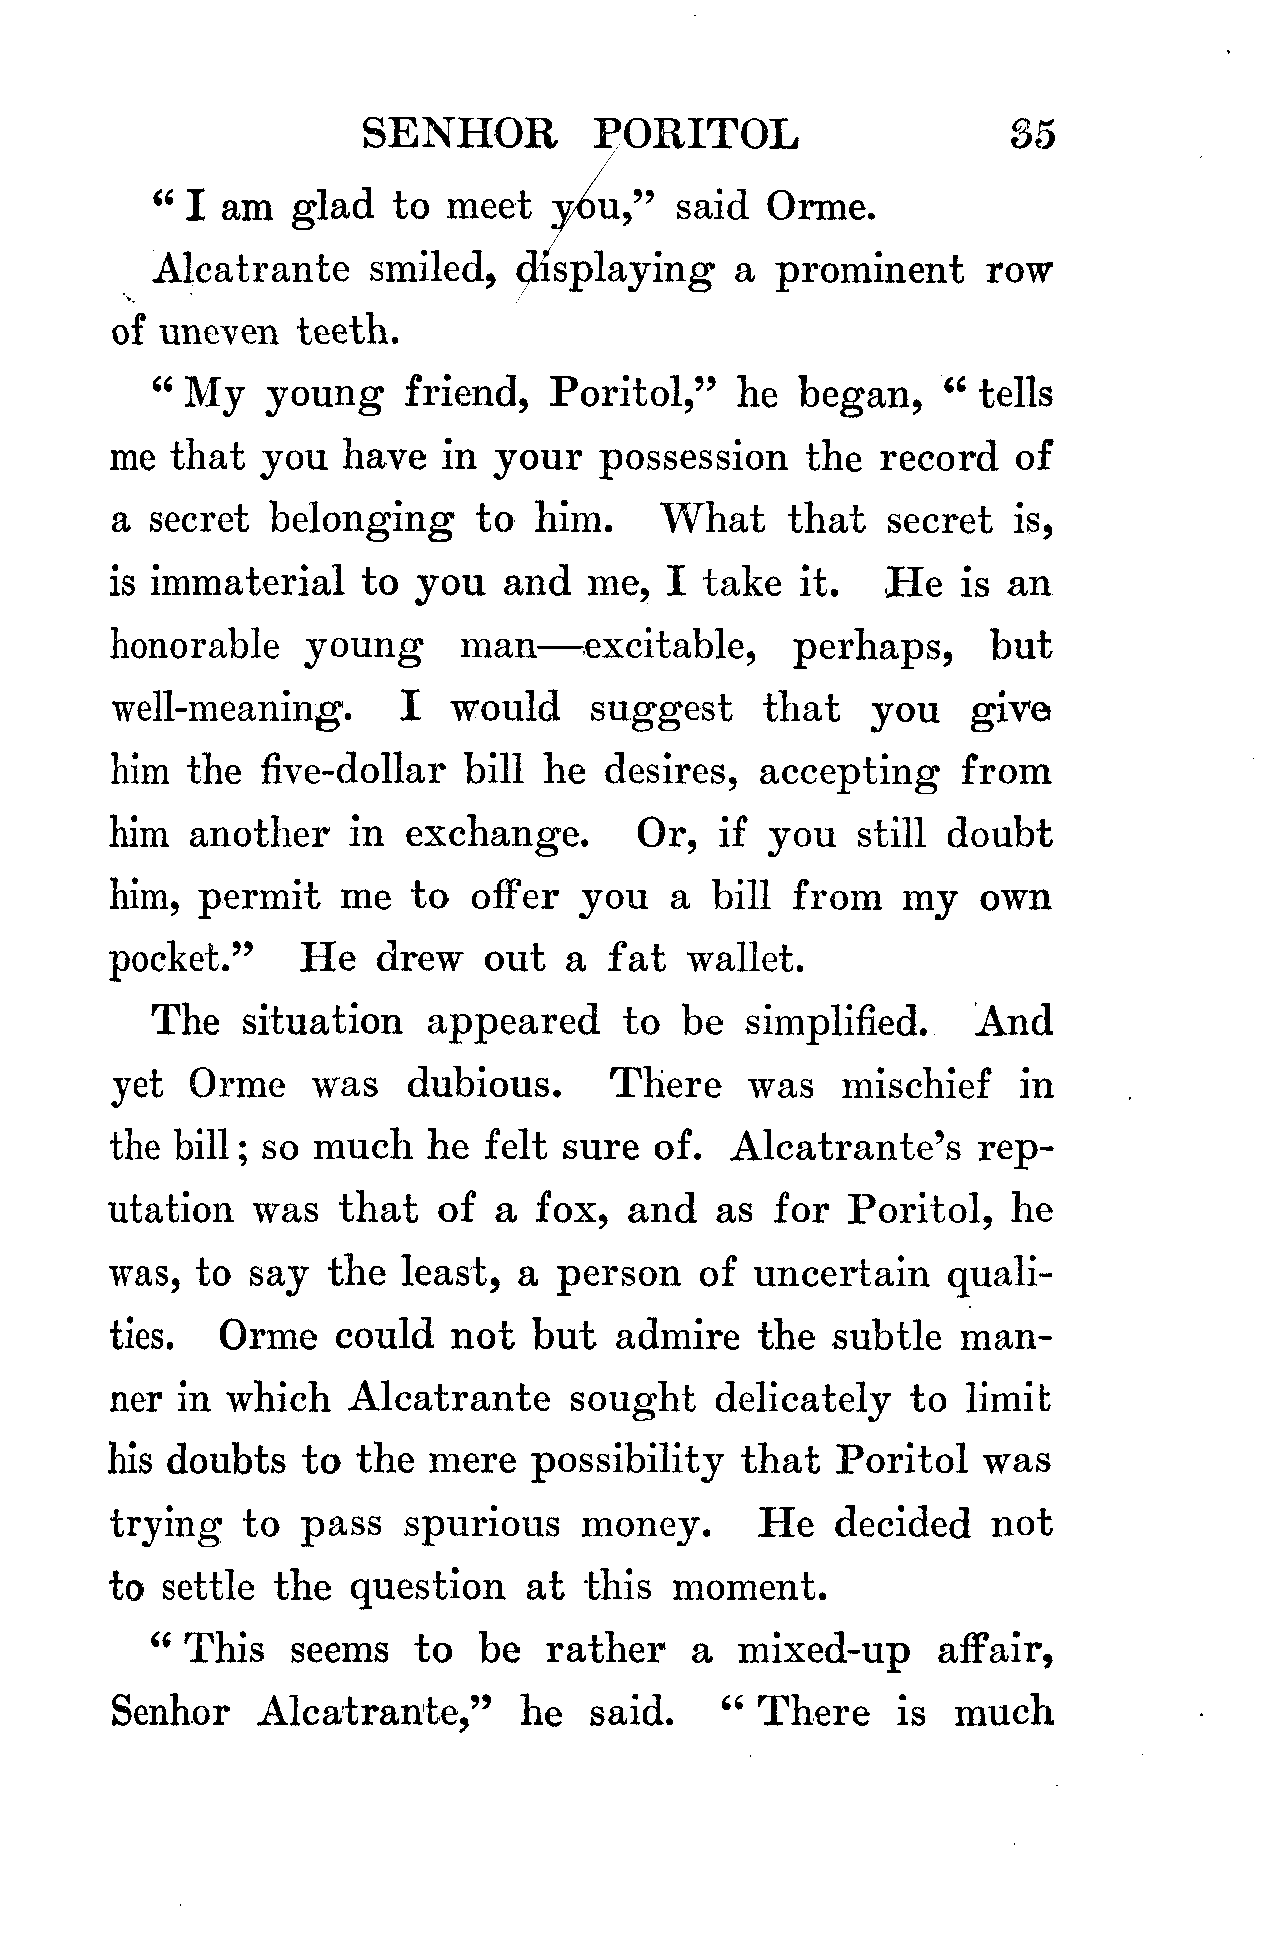 SENHOR PORITOL 35
“ I am glad to meet you,” said Orme.
Alcatrante smiled, displaying a prominent row
of uneven teeth.
“ My young friend, Poritol,” he began, “ tells
me that you have in your possession the record of
a secret belonging to him. What that secret is,
is immaterial to you and me, I take it. He is an
honorable young man—excitable, perhaps, but
well-meaning. I would suggest that you give
him the five-dollar bill he desires, accepting from
him another in exchange. Or, if you still doubt
him, permit me to offer you a bill from my own
pocket.” He drew out a fat wallet.
The situation appeared to be simplified. And
yet Orme was dubious. There was mischief in
the bill; so much he felt sure of. Alcatrante’s rep-
utation was that of a fox, and as for Poritol, he
was, to say the least, a person of uncertain quali-
ties. Orme could not but admire the subtle man-
ner in which Alcatrante sought delicately to limit
his doubts to the mere possibility that Poritol was
trying to pass spurious money. He decided not
to settle the question at this moment.
“ This seems to be rather a mixed-up affair,
Senhor Alcatrante,” he said. “ There is much